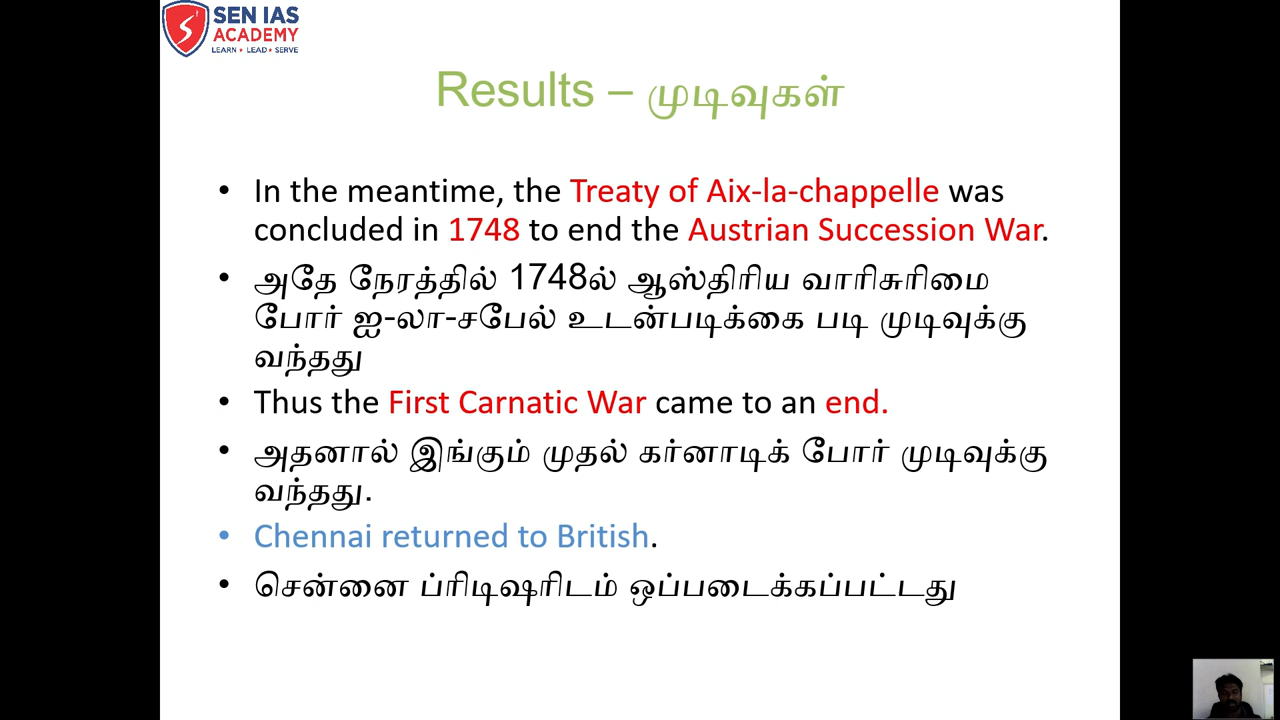 SEN IAS
ACADEMY
LEARN ★ LEAD ★ SERVE
Results – முடிவுகள்
• In the meantime, the Treaty of Aix-la-chappelle was
concluded in 1748 to end the Austrian Succession War.
• அதே நேரத்தில் 1748ல் ஆஸ்திரிய வாரிசுரிமை
போர் ஐ-லா-சபேல் உடன்படிக்கை படி முடிவுக்கு
வந்தது
• Thus the First Carnatic War came to an end.
• அதனால் இங்கும் முதல் கர்னாடிக் போர் முடிவுக்கு
வந்தது.
• Chennai returned to British.
• சென்னை ப்ரிடிஷரிடம் ஒப்படைக்கப்பட்டது